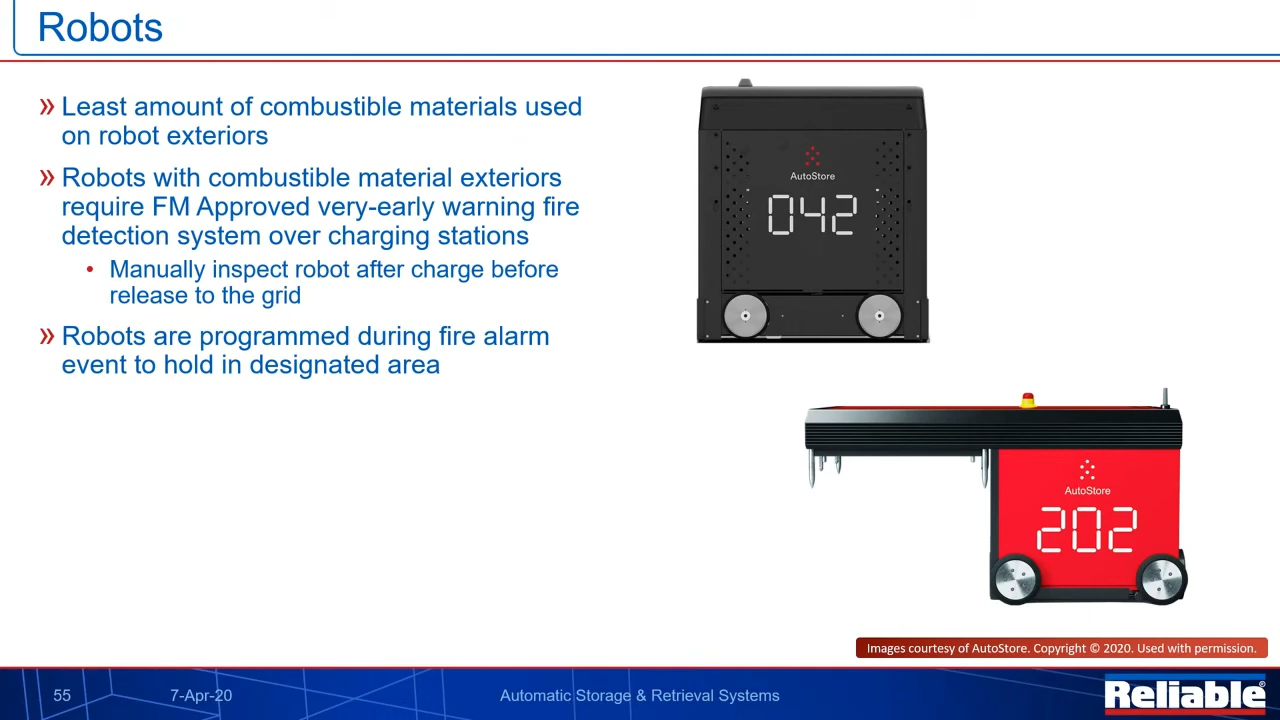 Robots
» Least amount of combustible materials used
on robot exteriors
» Robots with combustible material exteriors
require FM Approved very-early warning fire
detection system over charging stations
• Manually inspect robot after charge before
release to the grid
» Robots are programmed during fire alarm
event to hold in designated area
AutoStore
042
AutoStore
202
Images courtesy of AutoStore. Copyright © 2020. Used with permission.
55
7-Apr-20
Automatic Storage & Retrieval Systems
Reliable®